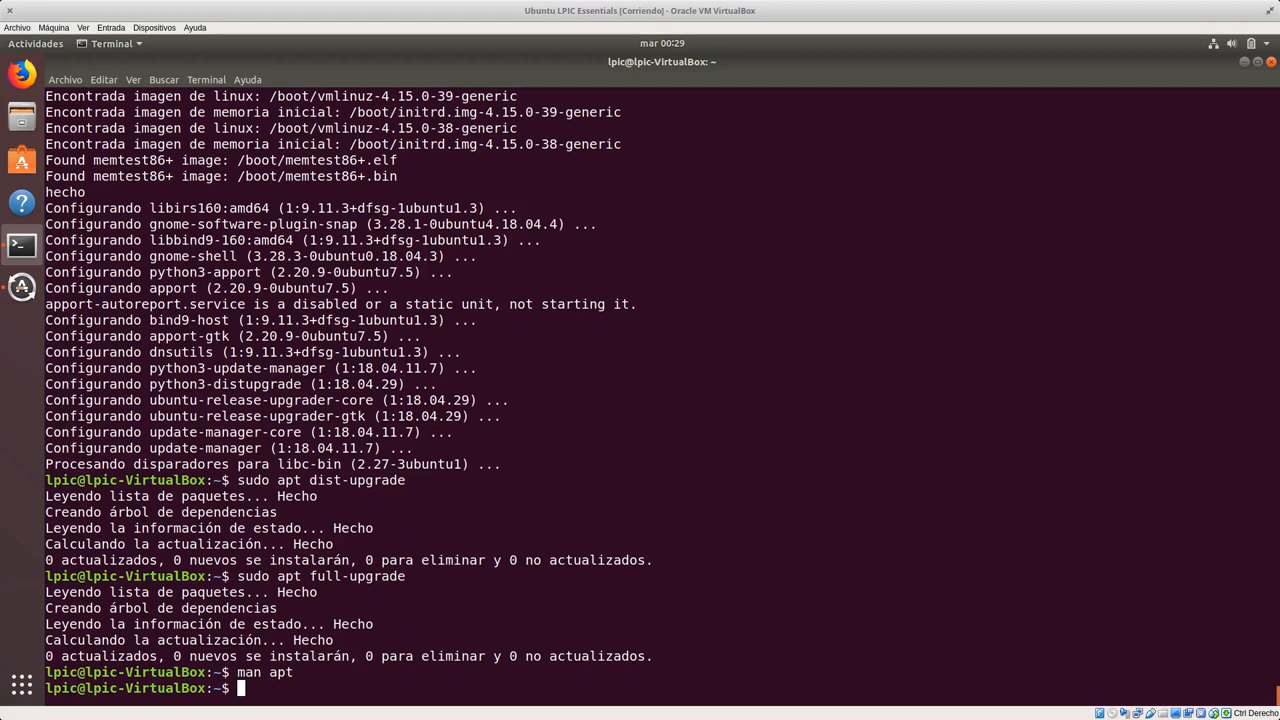 Ubuntu LPIC Essentials [Corriendo] - Oracle VM VirtualBox
Archivo Máquina Ver Entrada Dispositivos Ayuda
Actividades Terminal mar 00:29
lpic@lpic-VirtualBox: ~
Archivo Editar Ver Buscar Terminal Ayuda
Encontrada imagen de linux: /boot/vmlinuz-4.15.0-39-generic
Encontrada imagen de memoria inicial: /boot/initrd.img-4.15.0-39-generic
Encontrada imagen de linux: /boot/vmlinuz-4.15.0-38-generic
Encontrada imagen de memoria inicial: /boot/initrd.img-4.15.0-38-generic
Found memtest86+ image: /boot/memtest86+.elf
Found memtest86+ image: /boot/memtest86+.bin
hecho
Configurando libirs160:amd64 (1:9.11.3+dfsg-1ubuntu1.3) ...
Configurando gnome-software-plugin-snap (3.28.1-0ubuntu4.18.04.4) ...
Configurando libbind9-160:amd64 (1:9.11.3+dfsg-1ubuntu1.3) ...
Configurando gnome-shell (3.28.3-0ubuntu0.18.04.3) ...
Configurando python3-apport (2.20.9-0ubuntu7.5) ...
Configurando apport (2.20.9-0ubuntu7.5) ...
apport-autoreport.service is a disabled or a static unit, not starting it.
Configurando bind9-host (1:9.11.3+dfsg-1ubuntu1.3) ...
Configurando apport-gtk (2.20.9-0ubuntu7.5) ...
Configurando dnsutils (1:9.11.3+dfsg-1ubuntu1.3) ...
Configurando python3-update-manager (1:18.04.11.7) ...
Configurando python3-distupgrade (1:18.04.29) ...
Configurando ubuntu-release-upgrader-core (1:18.04.29) ...
Configurando ubuntu-release-upgrader-gtk (1:18.04.29) ...
Configurando update-manager-core (1:18.04.11.7) ...
Configurando update-manager (1:18.04.11.7) ...
Procesando disparadores para libc-bin (2.27-3ubuntu1) ...
lpic@lpic-VirtualBox:~$ sudo apt dist-upgrade
Leyendo lista de paquetes... Hecho
Creando árbol de dependencias
Leyendo la información de estado... Hecho
Calculando la actualización... Hecho
0 actualizados, 0 nuevos se instalarán, 0 para eliminar y 0 no actualizados.
lpic@lpic-VirtualBox:~$ sudo apt full-upgrade
Leyendo lista de paquetes... Hecho
Creando árbol de dependencias
Leyendo la información de estado... Hecho
Calculando la actualización... Hecho
0 actualizados, 0 nuevos se instalarán, 0 para eliminar y 0 no actualizados.
lpic@lpic-VirtualBox:~$ man apt
lpic@lpic-VirtualBox:~$
Ctrl Derecho